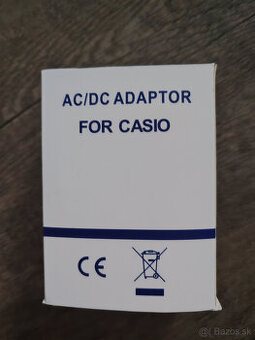 AC/DC ADAPTOR
FOR CASIO
CE
Bazos.sk